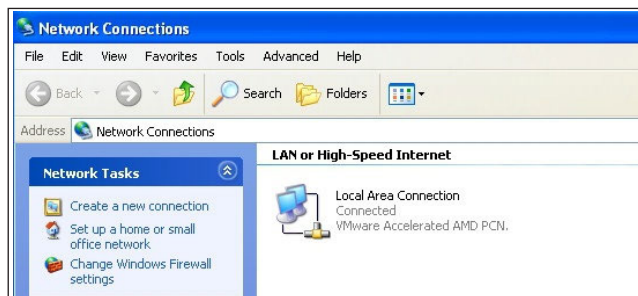 Network Connections
File Edit View Favorites Tools Advanced Help
Back Search Folders
Address Network Connections
Network Tasks
Create a new connection
Set up a home or small
office network
Change Windows Firewall
settings
LAN or High-Speed Internet
Local Area Connection
Connected
VMware Accelerated AMD PCN.